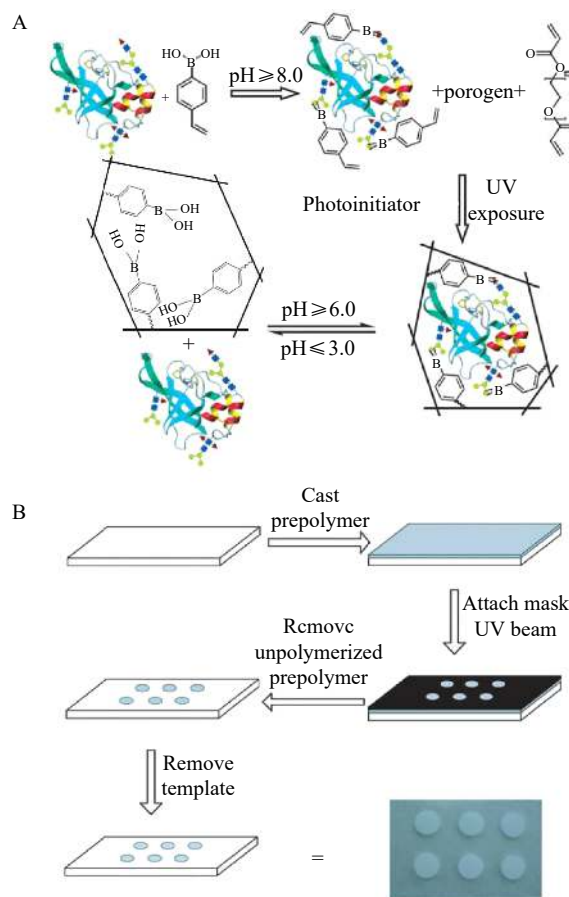 A
HO
OH
B
+
pH≥8.0
B
B
B
+porogen+
O
O
n
O
O
Photoinitiator
UV
exposure
B
OH
OH
HO
HO
B
B
HO
HO
pH≥6.0
pH≤3.0
+
B
B
B
B
Cast
prepolymer
Attach mask
UV beam
Rcmovc
unpolymerized
prepolymer
Remove
template
=